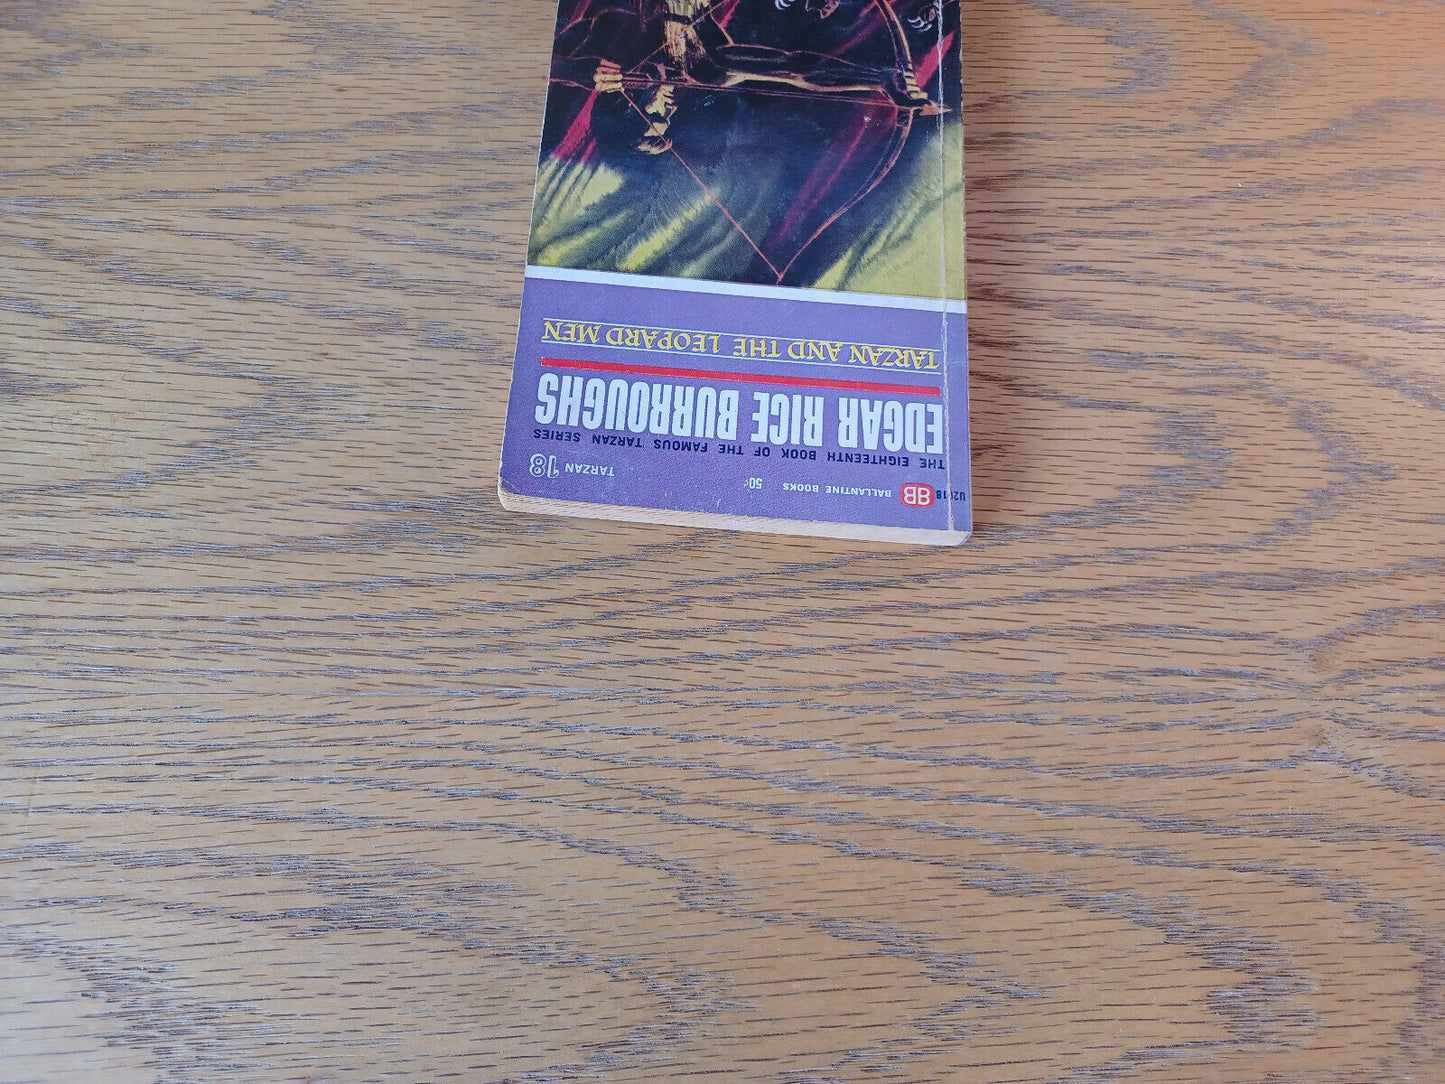 U2018 BB BALLANTINE BOOKS 50¢ TARZAN 18
THE EIGHTEENTH BOOK OF THE FAMOUS TARZAN SERIES
EDGAR RICE BURROUGHS
TARZAN AND THE LEOPARD MEN